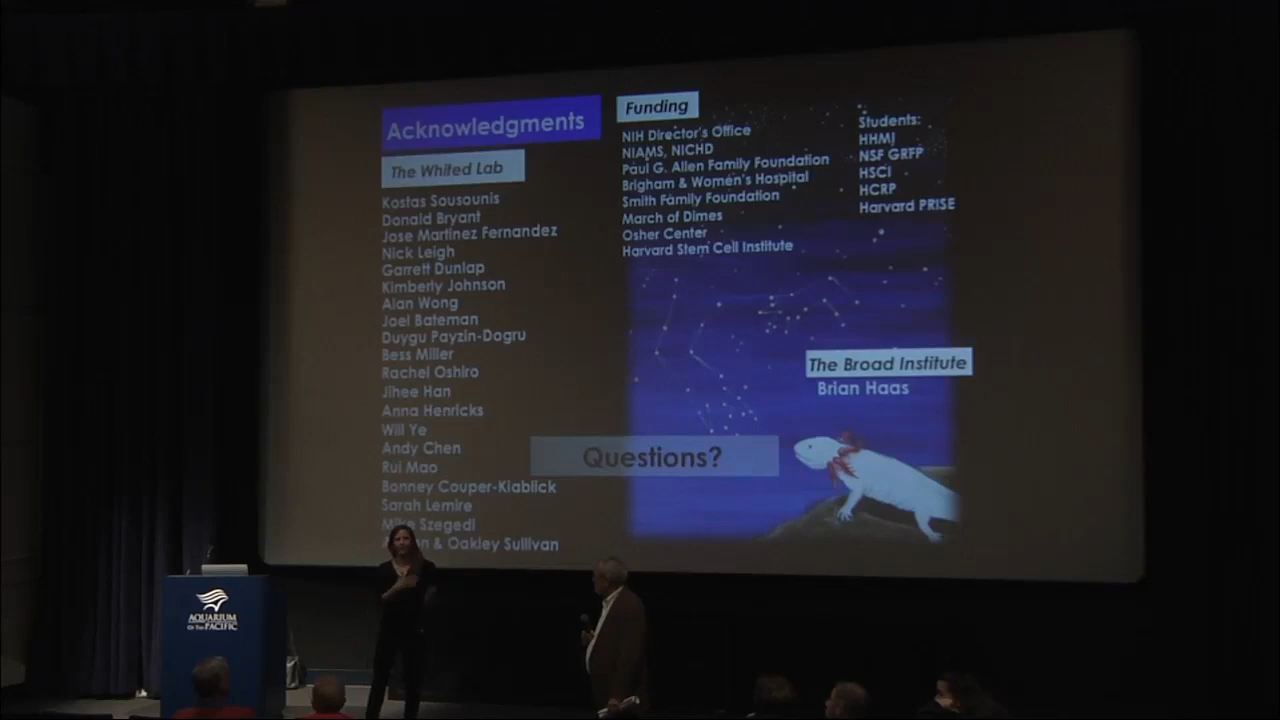 Acknowledgments
The Whited Lab
Kostas Sousounis
Donald Bryant
Jose Martinez Fernandez
Nick Leigh
Garrett Dunlap
Kimberly Johnson
Alan Wong
Joel Bateman
Duygu Payzin-Dogru
Bess Miller
Rachel Oshiro
Jihee Han
Anna Henricks
Will Ye
Andy Chen
Rui Mao
Bonney Couper-Kiablick
Sarah Lemire
Mike Szegedi
& Oakley Sullivan
Funding
NIH Director's Office
NIAMS, NICHD
Paul G. Allen Family Foundation
Brigham & Women's Hospital
Smith Family Foundation
March of Dimes
Osher Center
Harvard Stem Cell Institute
Students:
HHMI
NSF GRFP
HSCI
HCRP
Harvard PRISE
The Broad Institute
Brian Haas
Questions?
AQUARIUM
OF THE PACIFIC